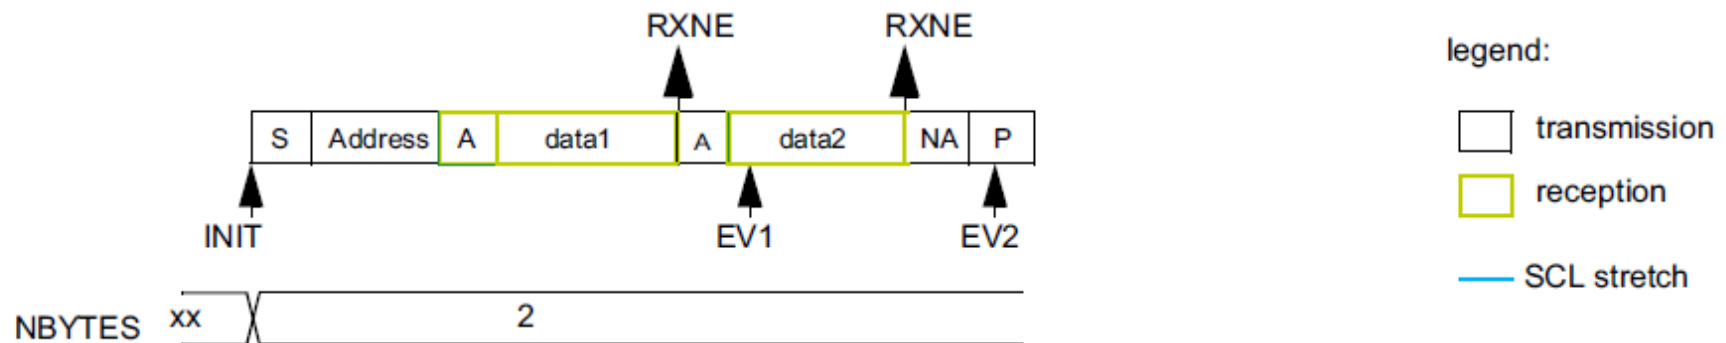 RXNE RXNE
legend:
S Address A data1 A data2 NA P
transmission
reception
INIT EV1 EV2
SCL stretch
NBYTES xx 2